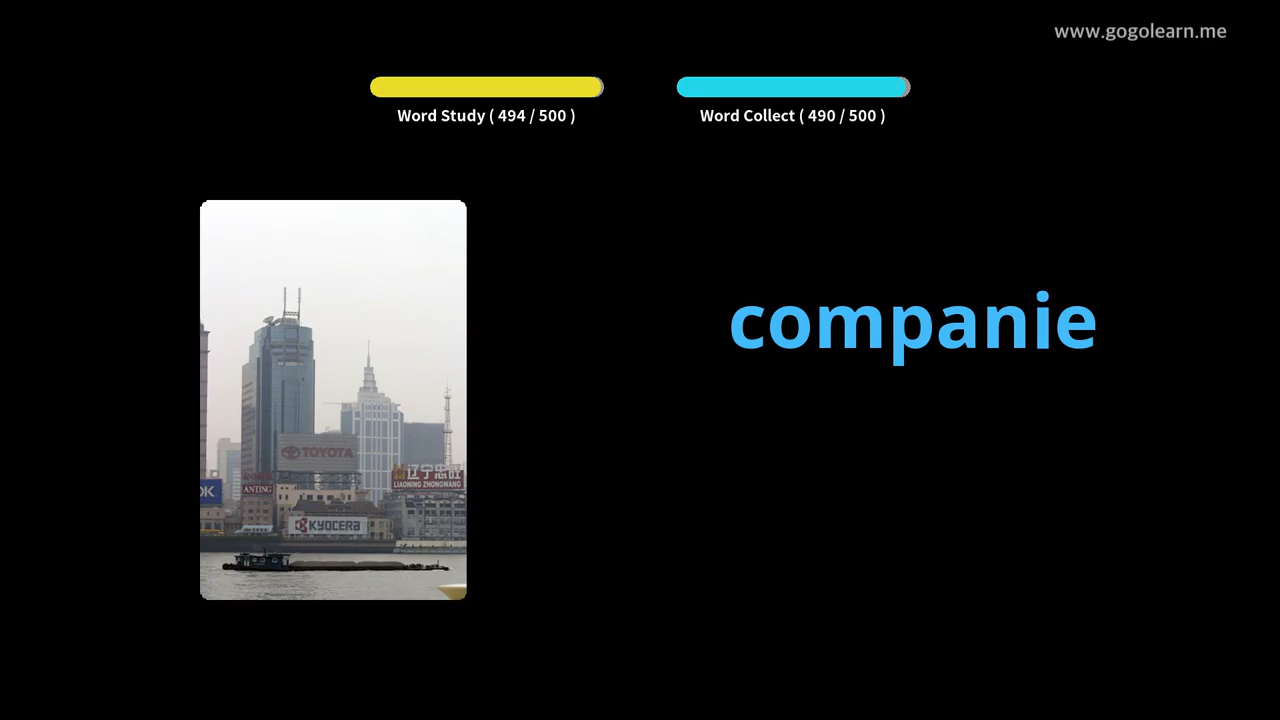 www.gogolearn.me
Word Study ( 494 / 500 )
Word Collect ( 490 / 500 )
companie
TOYOTA
辽宁忠旺
LIAONING ZHONGWANG
ANTING
OK
KYOCERA